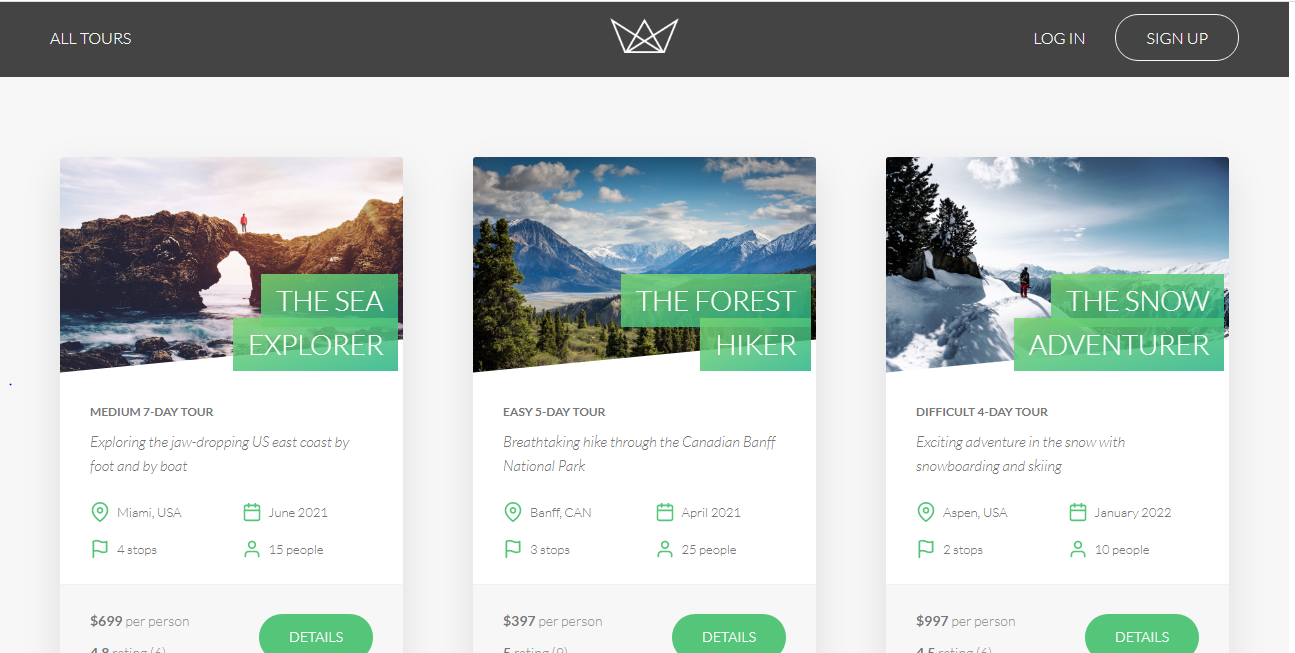 ALL TOURS
LOG IN
SIGN UP
THE SEA
EXPLORER
MEDIUM 7-DAY TOUR
Exploring the jaw-dropping US east coast by
foot and by boat
Miami, USA
June 2021
4 stops
15 people
$699 per person
DETAILS
4.8 rating (6)
THE FOREST
HIKER
EASY 5-DAY TOUR
Breathtaking hike through the Canadian Banff
National Park
Banff, CAN
April 2021
3 stops
25 people
$397 per person
DETAILS
5 rating (9)
THE SNOW
ADVENTURER
DIFFICULT 4-DAY TOUR
Exciting adventure in the snow with
snowboarding and skiing
Aspen, USA
January 2022
2 stops
10 people
$997 per person
DETAILS
4.5 rating (6)